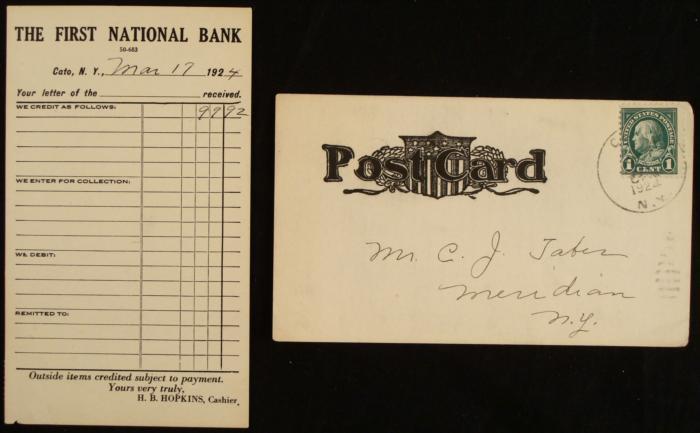 THE FIRST NATIONAL BANK
50-683
Cato, N. Y., Mar 17 1924
Your letter of the received.
WE CREDIT AS FOLLOWS: 99 92
WE ENTER FOR COLLECTION:
WE DEBIT:
REMITTED TO:
Outside items credited subject to payment.
Yours very truly,
H. B. HOPKINS, Cashier.
Post Card
UNITED STATES POSTAGE
1 CENT 1
1924
N.Y.
Mr. C. J. Taber
Meridian
N.Y.